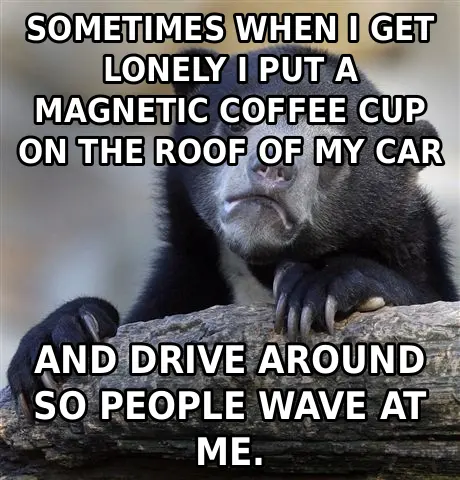 SOMETIMES WHEN I GET
LONELY I PUT A
MAGNETIC COFFEE CUP
ON THE ROOF OF MY CAR
AND DRIVE AROUND
SO PEOPLE WAVE AT
ME.